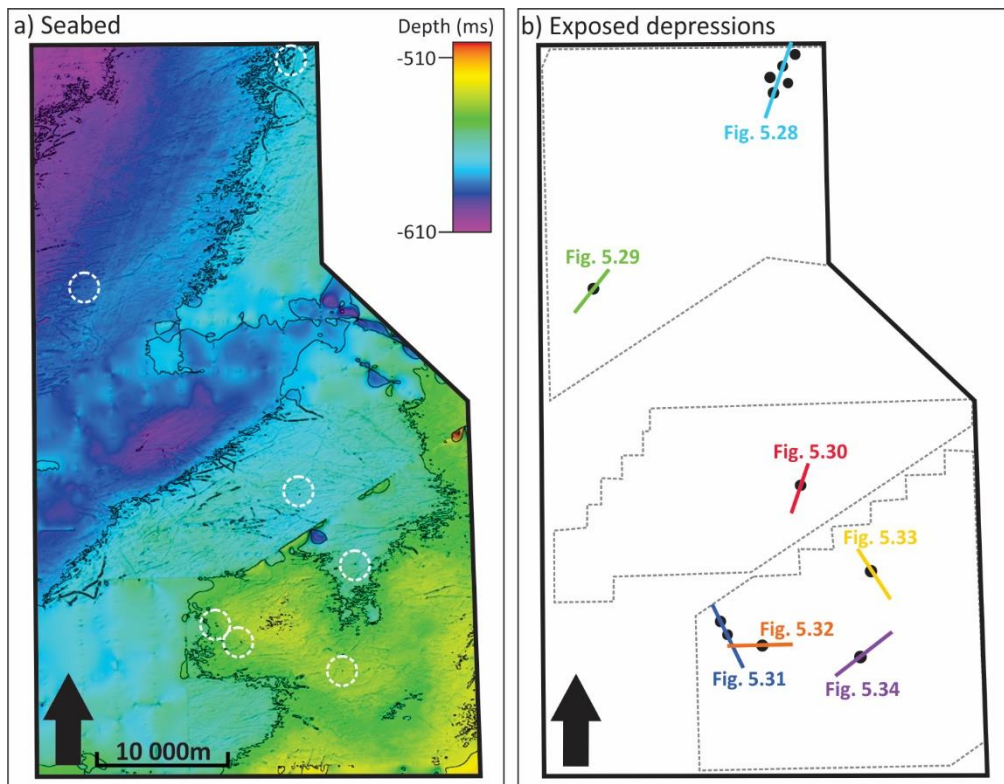 a) Seabed
Depth (ms)
-510
-610
10 000m
b) Exposed depressions
Fig. 5.28
Fig. 5.29
Fig. 5.30
Fig. 5.33
Fig. 5.32
Fig. 5.31
Fig. 5.34